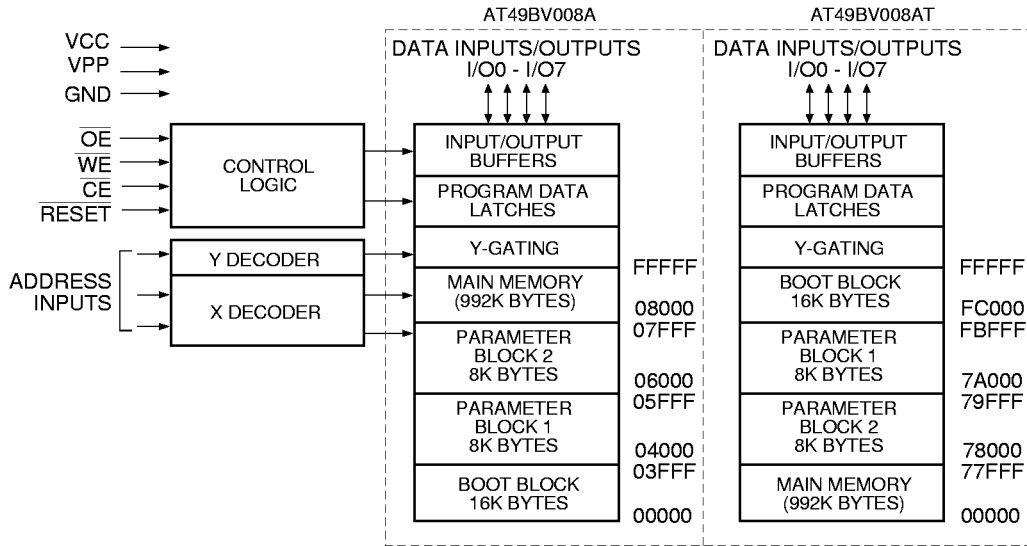 AT49BV008A
AT49BV008AT
VCC
VPP
GND
OE
WE
CE
RESET
CONTROL
LOGIC
ADDRESS
INPUTS
Y DECODER
X DECODER
DATA INPUTS/OUTPUTS
I/O0 - I/O7
INPUT/OUTPUT
BUFFERS
PROGRAM DATA
LATCHES
Y-GATING
MAIN MEMORY
(992K BYTES)
PARAMETER
BLOCK 2
8K BYTES
PARAMETER
BLOCK 1
8K BYTES
BOOT BLOCK
16K BYTES
FFFFF
08000
07FFF
06000
05FFF
04000
03FFF
00000
DATA INPUTS/OUTPUTS
I/O0 - I/O7
INPUT/OUTPUT
BUFFERS
PROGRAM DATA
LATCHES
Y-GATING
BOOT BLOCK
16K BYTES
PARAMETER
BLOCK 1
8K BYTES
PARAMETER
BLOCK 2
8K BYTES
MAIN MEMORY
(992K BYTES)
FFFFF
FC000
FBFFF
7A000
79FFF
78000
77FFF
00000